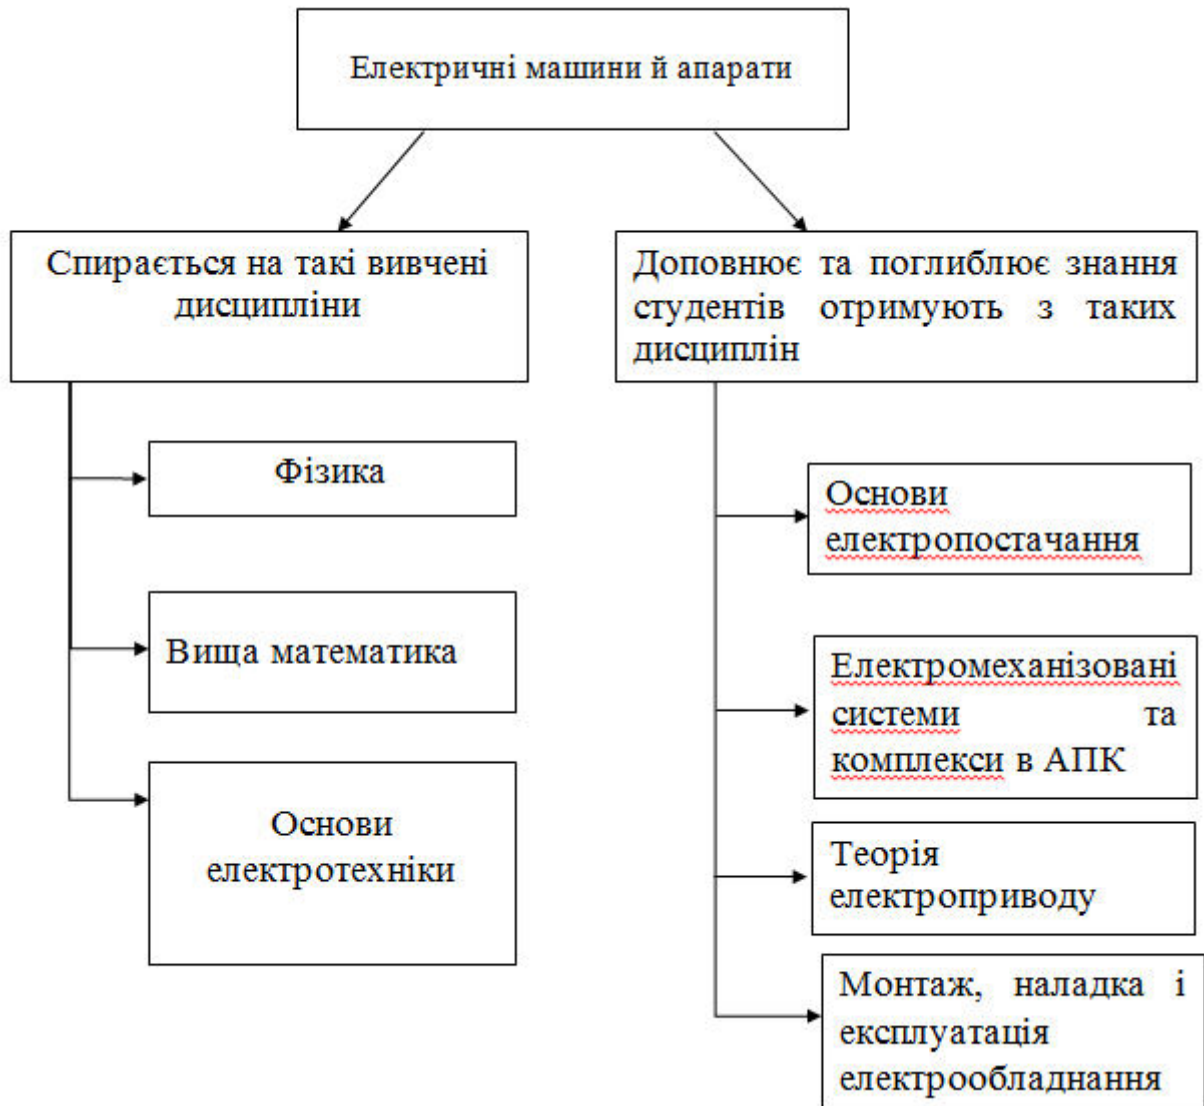 Електричні машини й апарати
Спирається на такі вивчені
дисципліни
Фізика
Вища математика
Основи
електротехніки
Доповнює та поглиблює знання
студентів отримують з таких
дисциплін
Основи
електропостачання
Електромеханізовані
системи та
комплекси в АПК
Теорія
електроприводу
Монтаж, наладка і
експлуатація
електрообладнання